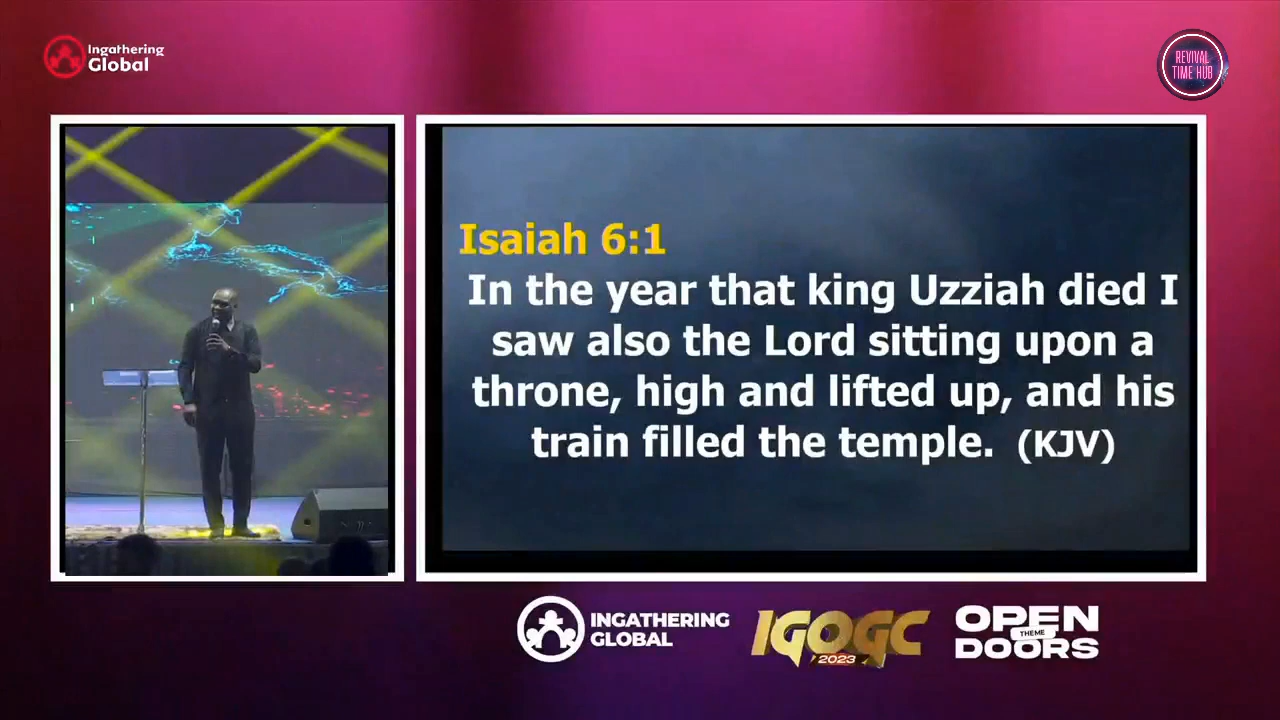 Ingathering
Global
REVIVAL
TIME HUB
Isaiah 6:1
In the year that king Uzziah died I
saw also the Lord sitting upon a
throne, high and lifted up, and his
train filled the temple. (KJV)
INGATHERING
GLOBAL
IGOGC
2023
OPEN
THEME
DOORS